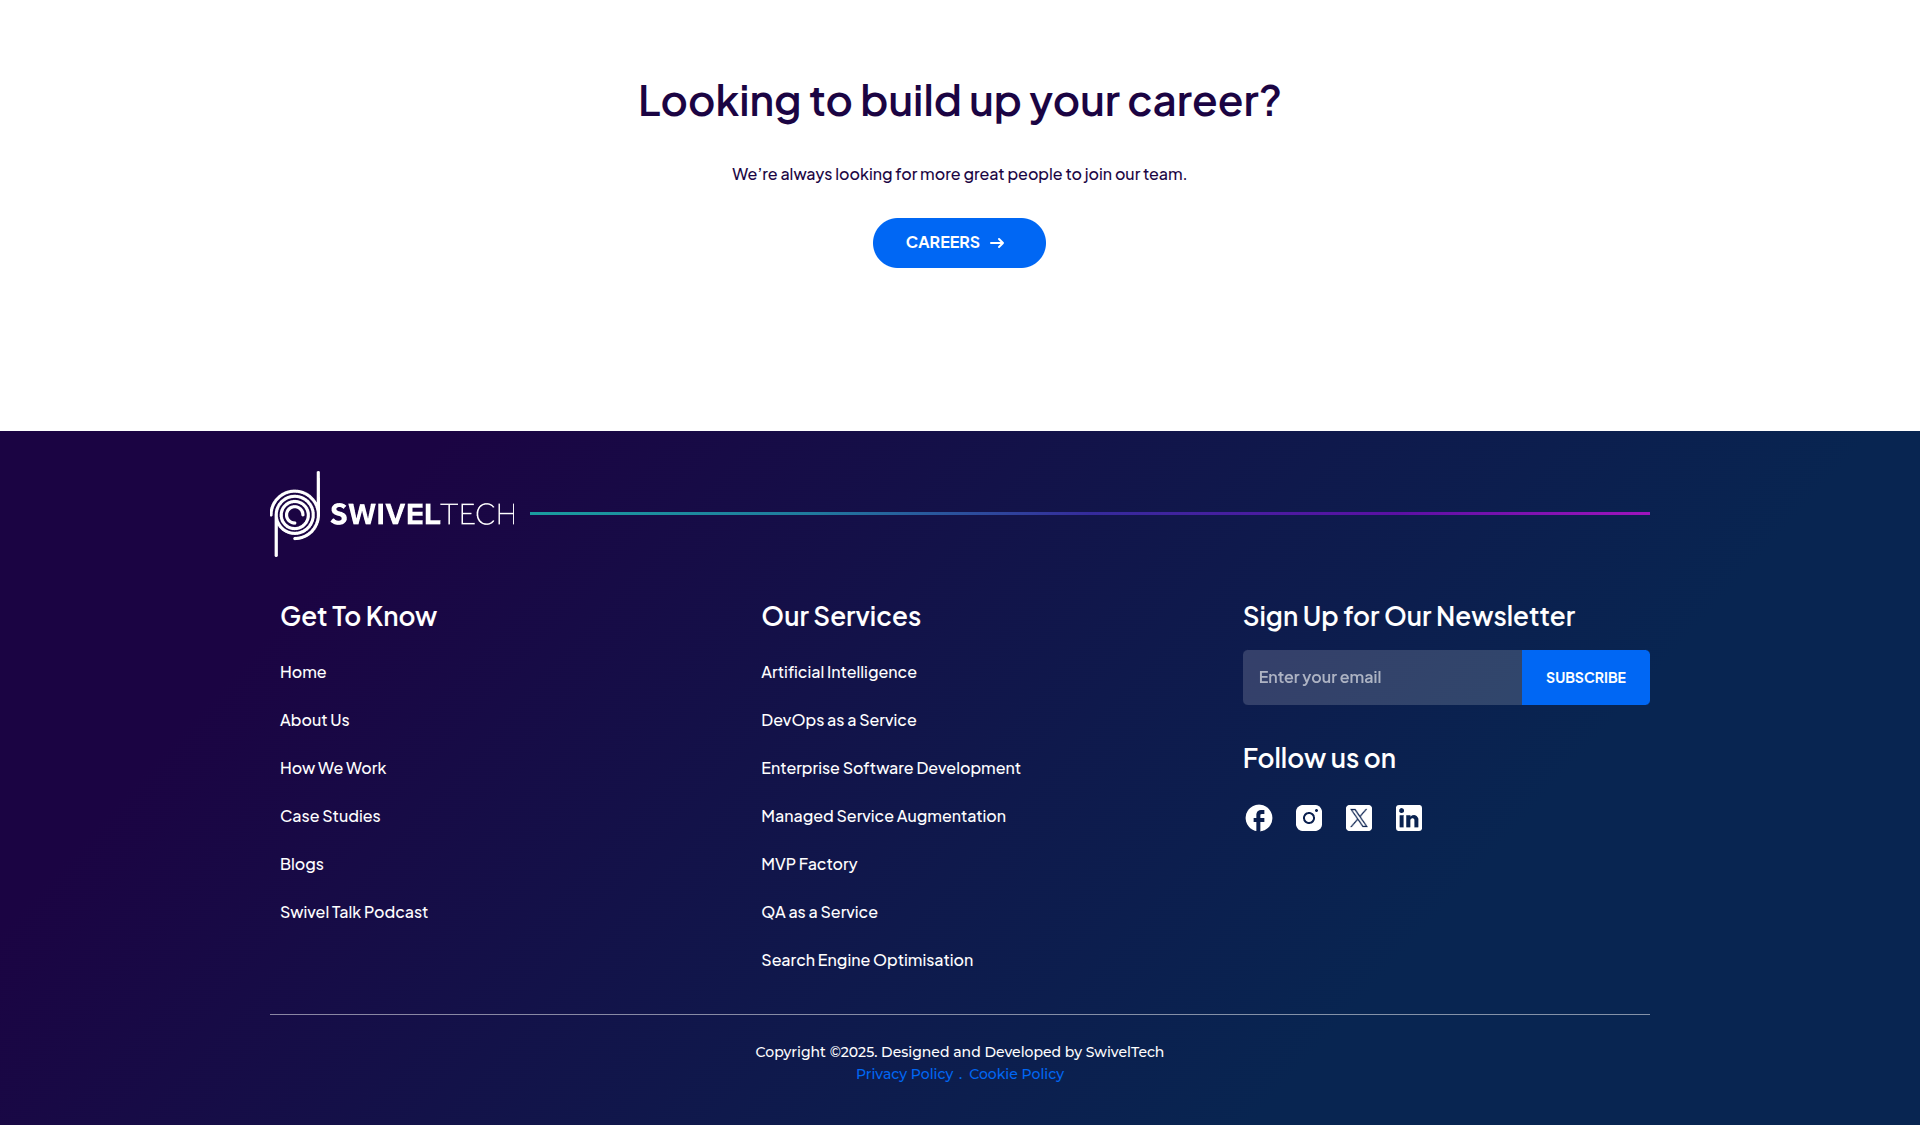 Looking to build up your career?
We’re always looking for more great people to join our team.
CAREERS
SWIVELTECH
Get To Know
Home
About Us
How We Work
Case Studies
Blogs
Swivel Talk Podcast
Our Services
Artificial Intelligence
DevOps as a Service
Enterprise Software Development
Managed Service Augmentation
MVP Factory
QA as a Service
Search Engine Optimisation
Sign Up for Our Newsletter
Enter your email
SUBSCRIBE
Follow us on
Copyright ©2025. Designed and Developed by SwivelTech
Privacy Policy . Cookie Policy